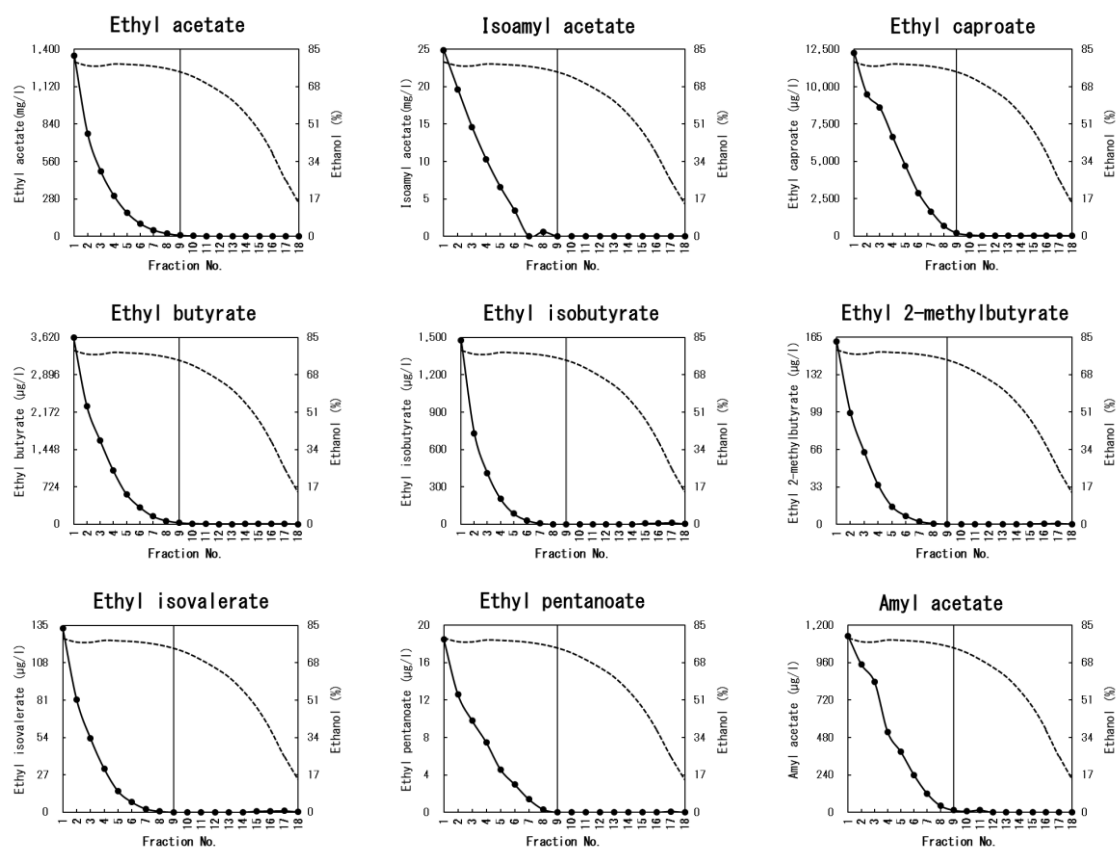 Ethyl acetate
Ethyl acetate(mg/l)
1,400
1,120
840
560
280
0
85
68
51
34
17
0
Ethanol (%)
1 2 3 4 5 6 7 8 9 10 11 12 13 14 15 16 17 18
Fraction No.
Isoamyl acetate
Isoamyl acetate(mg/l)
25
20
15
10
5
0
85
68
51
34
17
0
Ethanol (%)
1 2 3 4 5 6 7 8 9 10 11 12 13 14 15 16 17 18
Fraction No.
Ethyl caproate
Ethyl caproate (μg/l)
12,500
10,000
7,500
5,000
2,500
0
85
68
51
34
17
0
Ethanol (%)
1 2 3 4 5 6 7 8 9 10 11 12 13 14 15 16 17 18
Fraction No.
Ethyl butyrate
Ethyl butyrate (μg/l)
3,620
2,896
2,172
1,448
724
0
85
68
51
34
17
0
Ethanol (%)
1 2 3 4 5 6 7 8 9 10 11 12 13 14 15 16 17 18
Fraction No.
Ethyl isobutyrate
Ethyl isobutyrate (μg/l)
1,500
1,200
900
600
300
0
85
68
51
34
17
0
Ethanol (%)
1 2 3 4 5 6 7 8 9 10 11 12 13 14 15 16 17 18
Fraction No.
Ethyl 2-methylbutyrate
Ethyl 2-methylbutyrate (μg/l)
165
132
99
66
33
0
85
68
51
34
17
0
Ethanol (%)
1 2 3 4 5 6 7 8 9 10 11 12 13 14 15 16 17 18
Fraction No.
Ethyl isovalerate
Ethyl isovalerate (μg/l)
135
108
81
54
27
0
85
68
51
34
17
0
Ethanol (%)
1 2 3 4 5 6 7 8 9 10 11 12 13 14 15 16 17 18
Fraction No.
Ethyl pentanoate
Ethyl pentanoate (μg/l)
20
16
12
8
4
0
85
68
51
34
17
0
Ethanol (%)
1 2 3 4 5 6 7 8 9 10 11 12 13 14 15 16 17 18
Fraction No.
Amyl acetate
Amyl acetate (μg/l)
1,200
960
720
480
240
0
85
68
51
34
17
0
Ethanol (%)
1 2 3 4 5 6 7 8 9 10 11 12 13 14 15 16 17 18
Fraction No.